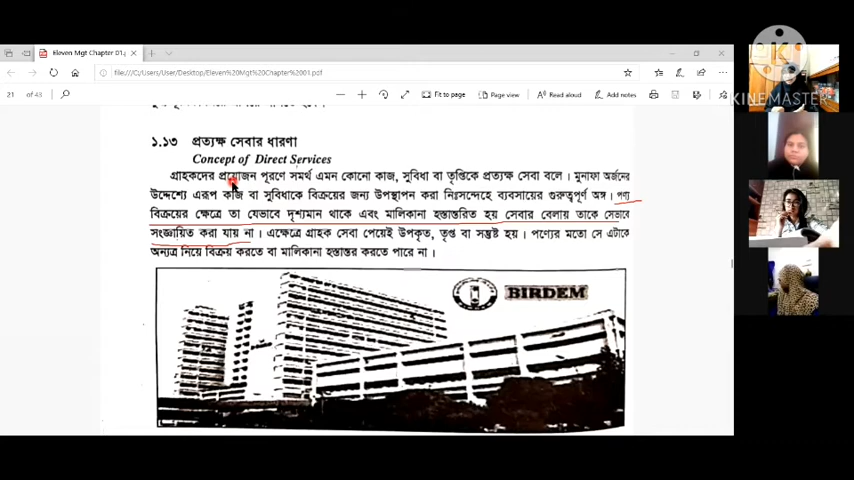 Eleven Mgt Chapter 01.
file:///C:/Users/User/Desktop/Eleven%20Mgt%20Chapter%2001.pdf
21 of 43
Fit to page
Page view
Read aloud
Add notes
KINEMASTER
১.১৩ প্রত্যক্ষ সেবার ধারণা
Concept of Direct Services
গ্রাহকদের প্রয়োজন পূরণে সমর্থ এমন কোনো কাজ, সুবিধা বা তৃপ্তিকে প্রত্যক্ষ সেবা বলে। মুনাফা অর্জনের
উদ্দেশ্যে এরূপ কাজ বা সুবিধাকে বিক্রয়ের জন্য উপস্থাপন করা নিঃসন্দেহে ব্যবসায়ের গুরুত্বপূর্ণ অঙ্গ। পণ্য
বিক্রয়ের ক্ষেত্রে তা যেভাবে দৃশ্যমান থাকে এবং মালিকানা হস্তান্তরিত হয় সেবার বেলায় তাকে সেভাবে
সংজ্ঞায়িত করা যায় না। এক্ষেত্রে গ্রাহক সেবা পেয়েই উপকৃত, তৃপ্ত বা সন্তুষ্ট হয়। পণ্যের মতো সে এটাকে
অন্যত্র নিয়ে বিক্রয় করতে বা মালিকানা হস্তান্তর করতে পারে না।
BIRDEM